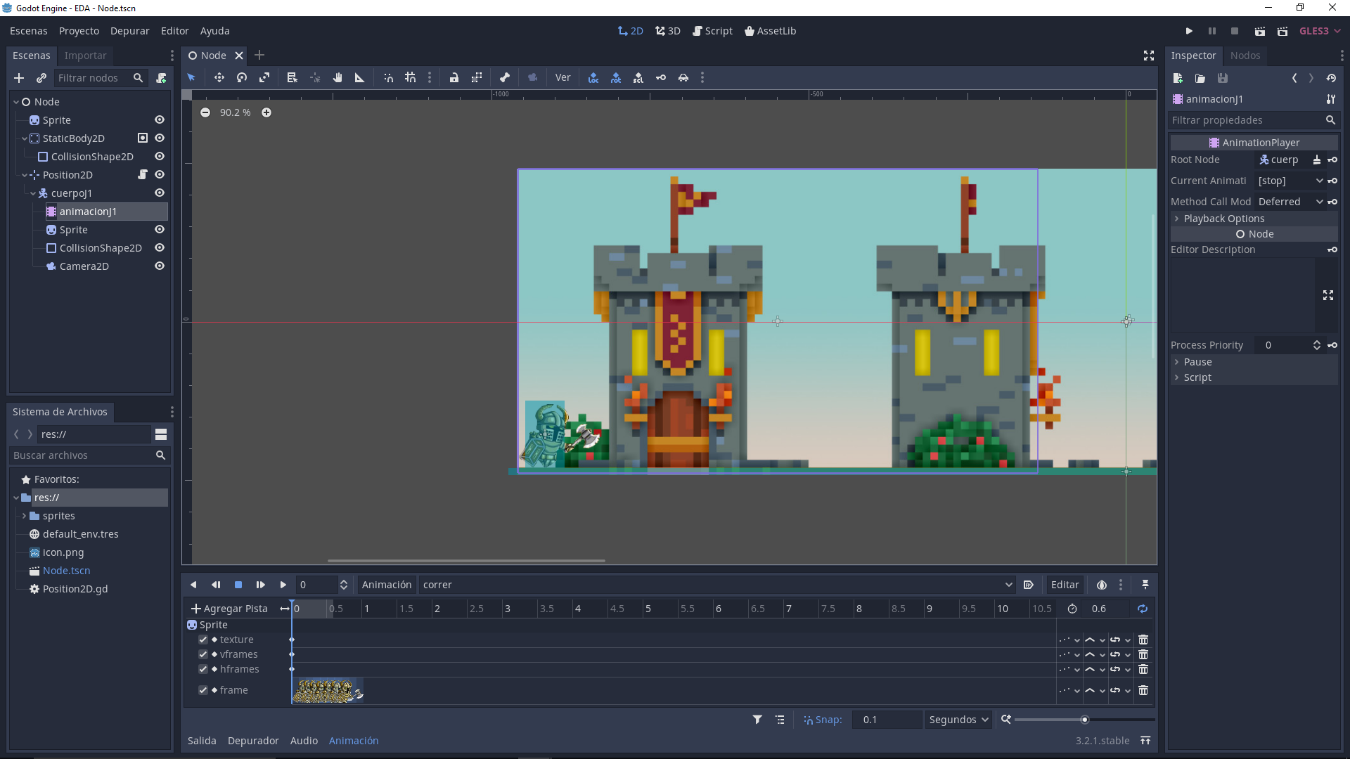 Godot Engine - EDA - Node.tscn
Escenas Proyecto Depurar Editor Ayuda 2D 3D Script AssetLib GLES3
Escenas Importar
Filtrar nodos
Node
Sprite
StaticBody2D
CollisionShape2D
Position2D
cuerpoJ1
animacionJ1
Sprite
CollisionShape2D
Camera2D
Sistema de Archivos
res://
Buscar archivos
Favoritos:
res://
sprites
default_env.tres
icon.png
Node.tscn
Position2D.gd
Node
Ver
-1000 -500 0
0
90.2 %
0 Animación correr Editar
Agregar Pista 0 0.5 1 1.5 2 2.5 3 3.5 4 4.5 5 5.5 6 6.5 7 7.5 8 8.5 9 9.5 10 10.5 0.6
Sprite
texture
vframes
hframes
frame
Snap: 0.1 Segundos
Salida Depurador Audio Animación 3.2.1.stable
Inspector Nodos
animacionJ1
Filtrar propiedades
AnimationPlayer
Root Node cuerp
Current Animati [stop]
Method Call Mod Deferred
Playback Options
Node
Editor Description
Process Priority 0
Pause
Script